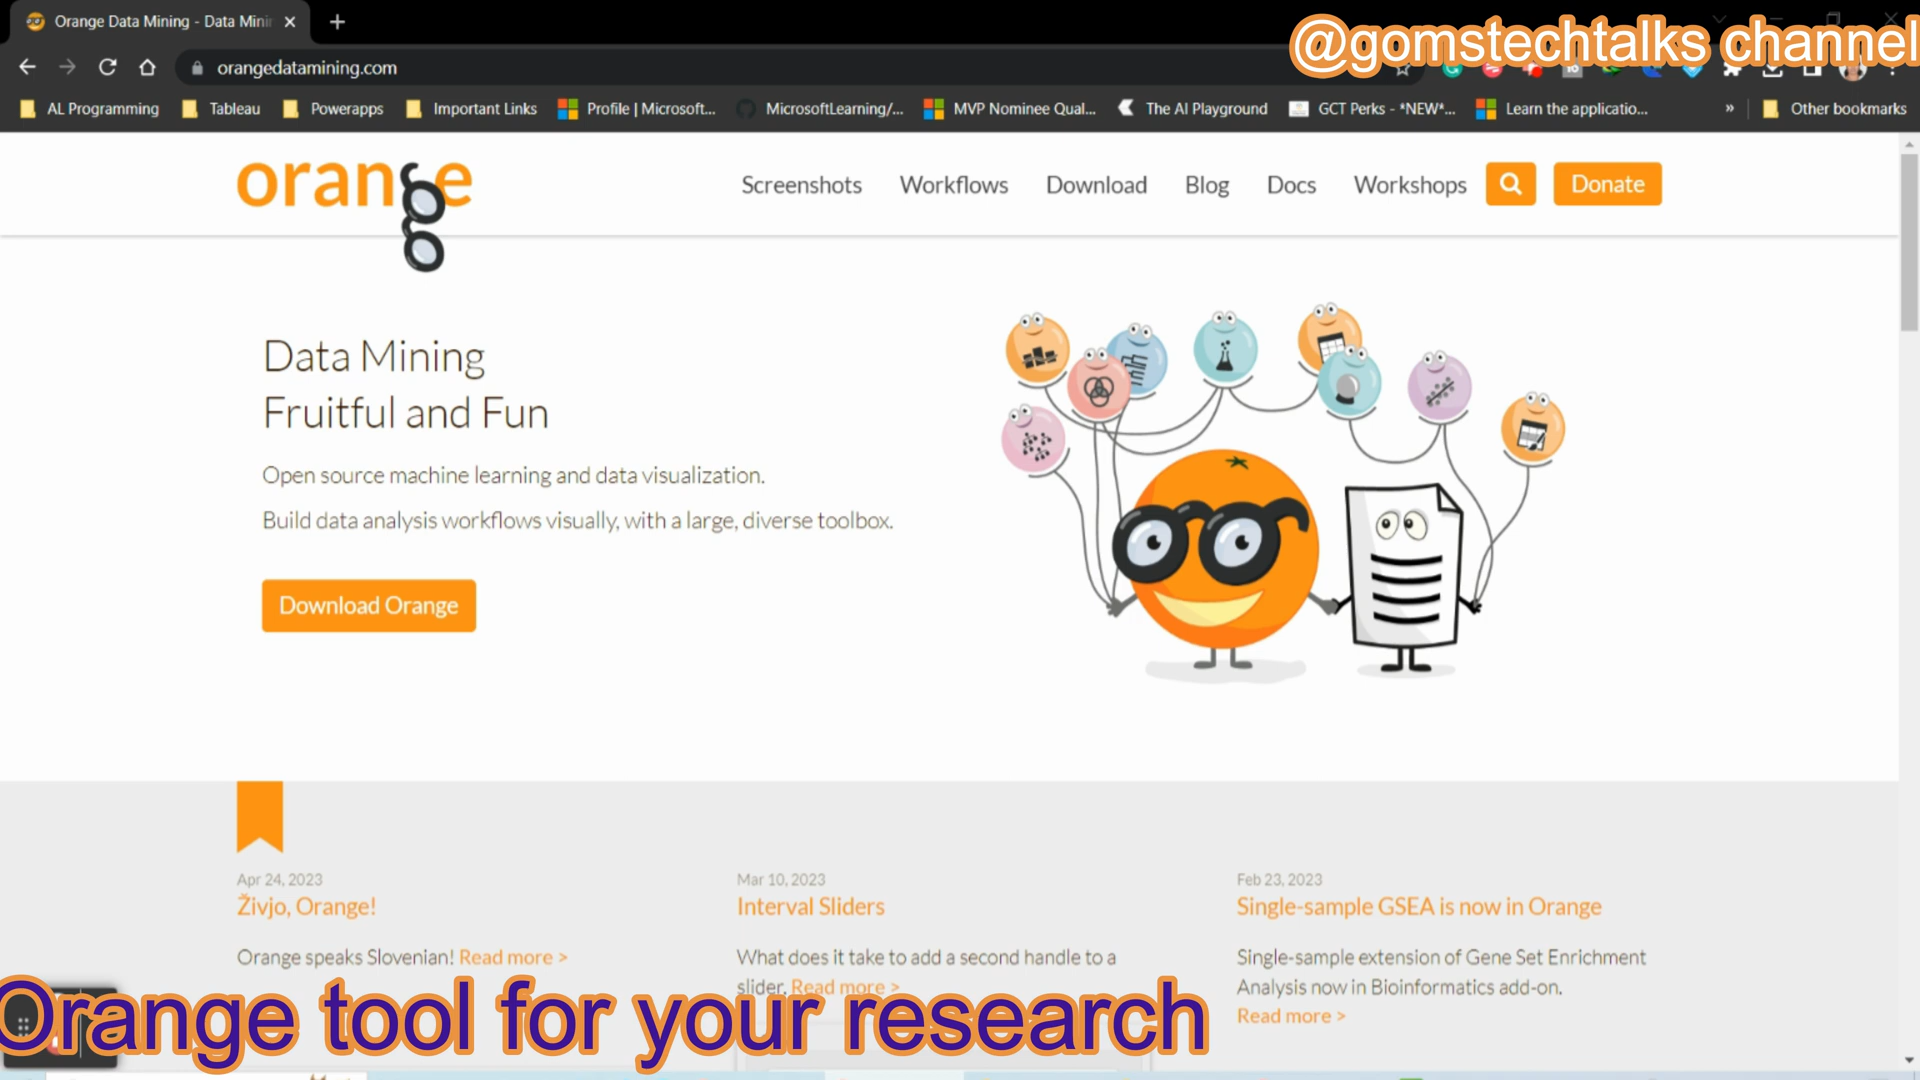 Orange Data Mining - Data Mini
@gomstechtalks channel
orangedatamining.com
AL Programming
Tableau
Powerapps
Important Links
Profile | Microsoft...
MicrosoftLearning/...
MVP Nominee Qual...
The AI Playground
GCT Perks - *NEW*...
Learn the applicatio...
»
Other bookmarks
orange
Screenshots
Workflows
Download
Blog
Docs
Workshops
Donate
Data Mining
Fruitful and Fun
Open source machine learning and data visualization.
Build data analysis workflows visually, with a large, diverse toolbox.
Download Orange
Apr 24, 2023
Živjo, Orange!
Orange speaks Slovenian! Read more >
Mar 10, 2023
Interval Sliders
What does it take to add a second handle to a
slider. Read more >
Feb 23, 2023
Single-sample GSEA is now in Orange
Single-sample extension of Gene Set Enrichment
Analysis now in Bioinformatics add-on.
Read more >
Orange tool for your research